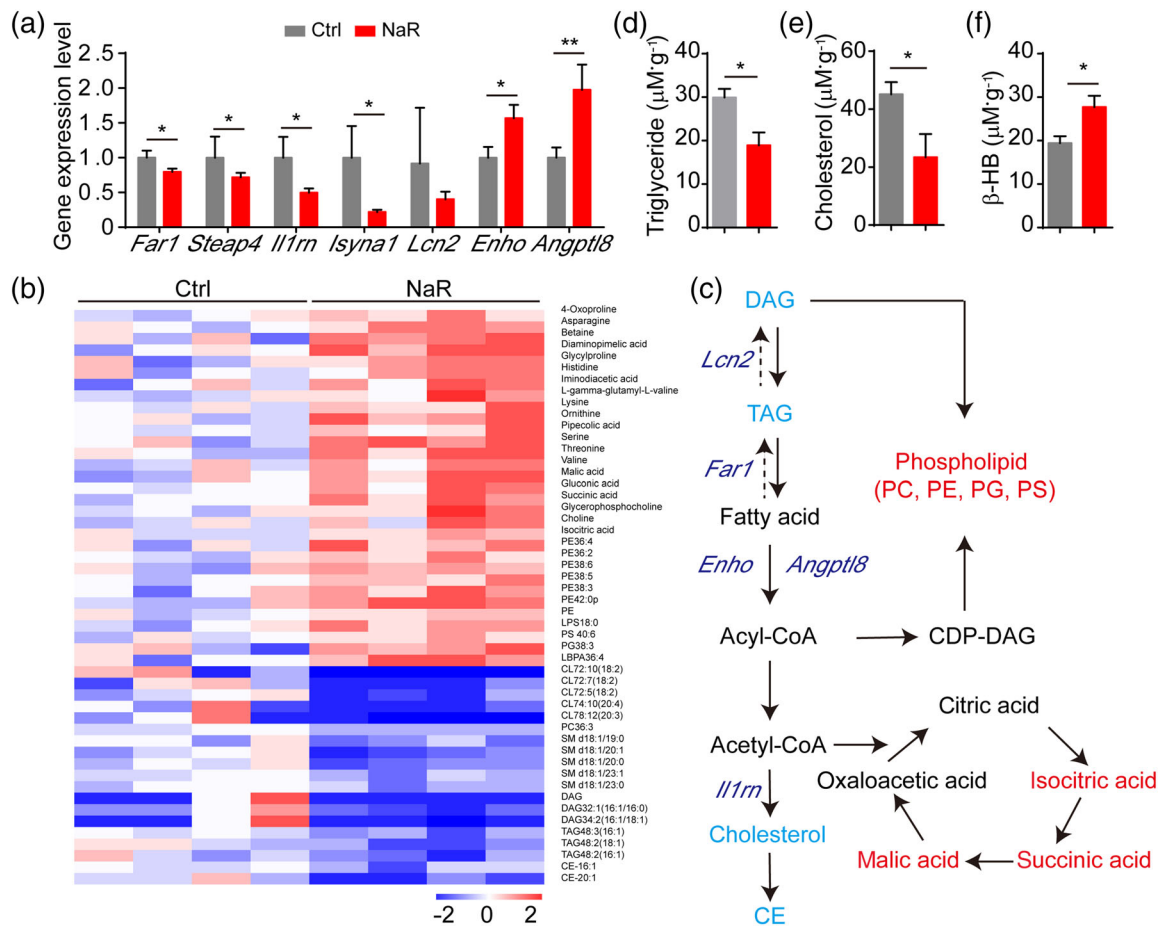 (a)
Ctrl NaR
Gene expression level
2.5
2.0
1.5
1.0
0.5
0
* * * * * **
Far1 Steap4 Il1rn Isyna1 Lcn2 Enho Angptl8
(d)
Triglyceride (μM·g⁻¹)
40
30
20
10
0
*
(e)
Cholesterol (μM·g⁻¹)
60
40
20
0
*
(f)
β-HB (μM·g⁻¹)
40
30
20
10
0
*
(b)
Ctrl NaR
4-Oxoproline
Asparagine
Betaine
Diaminopimelic acid
Glycylproline
Histidine
Iminodiacetic acid
L-gamma-glutamyl-L-valine
Lysine
Ornithine
Pipecolic acid
Serine
Threonine
Valine
Malic acid
Gluconic acid
Succinic acid
Glycerophosphocholine
Choline
Isocitric acid
PE36:4
PE36:2
PE38:6
PE38:5
PE38:3
PE42:0p
PE
LPS18:0
PS 40:6
PG38:3
LBPA36:4
CL72:10(18:2)
CL72:7(18:2)
CL72:5(18:2)
CL74:10(20:4)
CL78:12(20:3)
PC36:3
SM d18:1/19:0
SM d18:1/20:1
SM d18:1/20:0
SM d18:1/23:1
SM d18:1/23:0
DAG
DAG32:1(16:1/16:0)
DAG34:2(16:1/18:1)
TAG48:3(16:1)
TAG48:2(18:1)
TAG48:2(16:1)
CE-16:1
CE-20:1
-2 0 2
(c)
DAG
Lcn2
TAG
Far1
Phospholipid
(PC, PE, PG, PS)
Fatty acid
Enho Angptl8
Acyl-CoA CDP-DAG
Citric acid
Acetyl-CoA
Oxaloacetic acid Isocitric acid
Il1rn
Cholesterol
Malic acid Succinic acid
CE